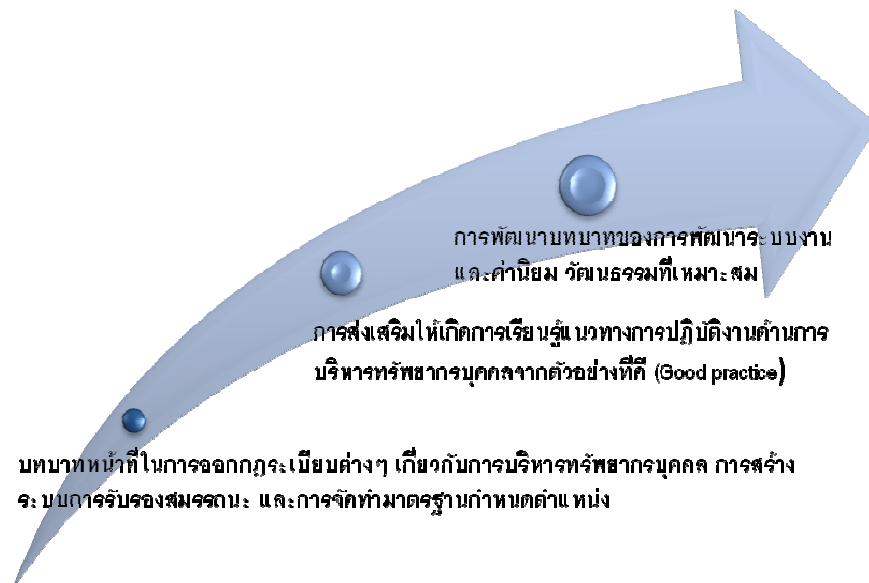 การพัฒนาบทบาทของการพัฒนาระบบงาน
และค่านิยม วัฒนธรรมที่เหมาะสม
การส่งเสริมให้เกิดการเรียนรู้แนวทางการปฏิบัติงานด้านการ
บริหารทรัพยากรบุคคลจากตัวอย่างที่ดี (Good practice)
บทบาทหน้าที่ในการออกกฎระเบียบต่างๆ เกี่ยวกับการบริหารทรัพยากรบุคคล การสร้าง
ระบบการรับรองสมรรถนะ และการจัดทำมาตรฐานกำหนดตำแหน่ง